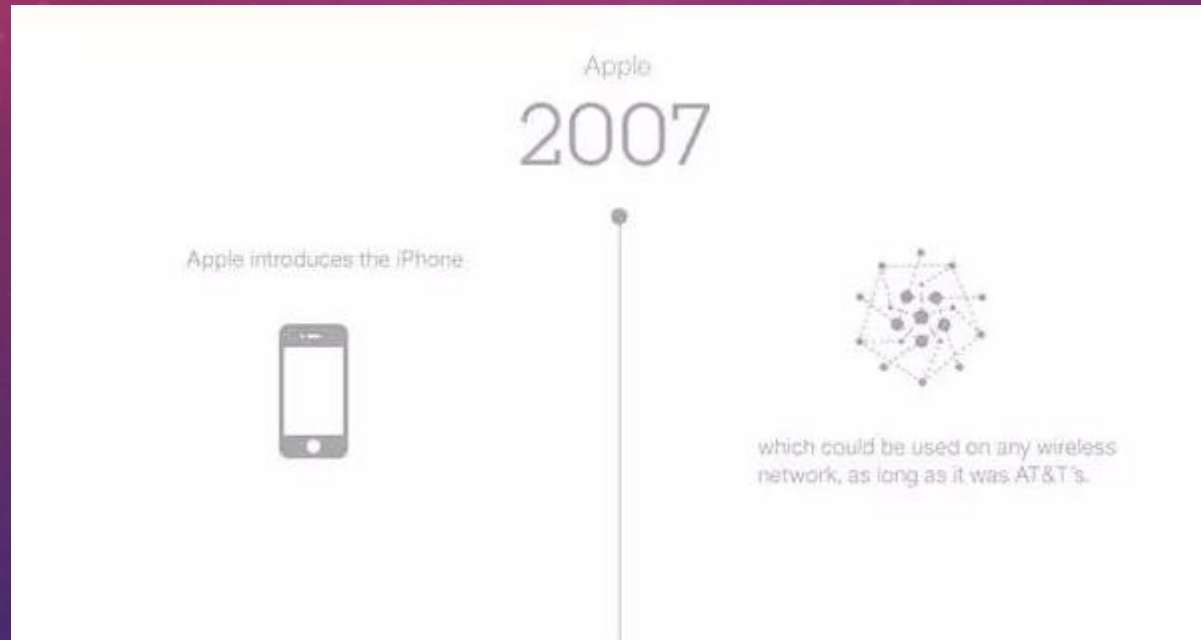 Apple
2007
Apple introduces the iPhone
which could be used on any wireless
network, as long as it was AT&T's.